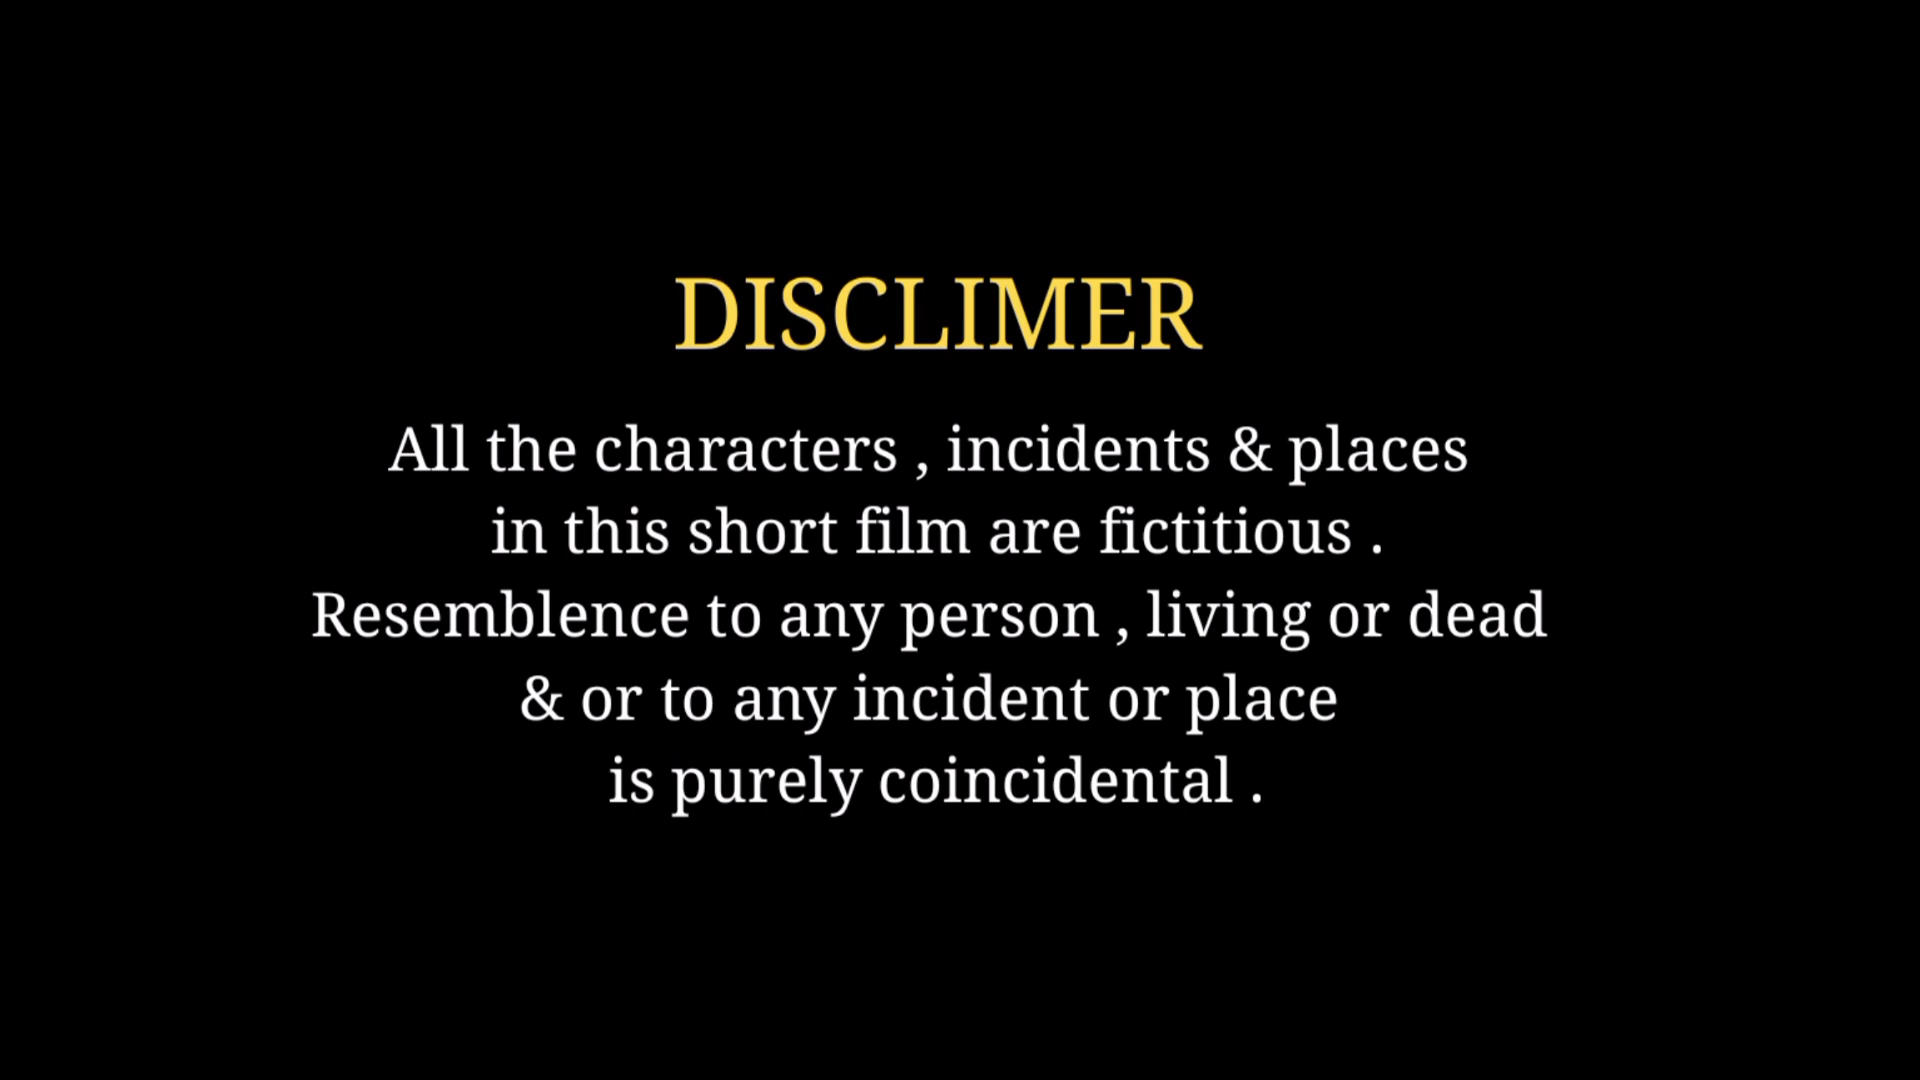 DISCLIMER
All the characters , incidents & places
in this short film are fictitious .
Resemblence to any person , living or dead
& or to any incident or place
is purely coincidental .